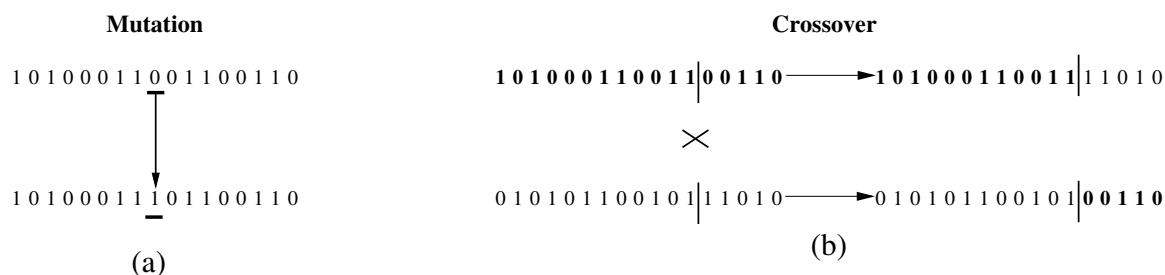 Mutation
1 0 1 0 0 0 1 1 0 0 1 1 0 0 1 1 0
1 0 1 0 0 0 1 1 1 0 1 1 0 0 1 1 0
(a)
Crossover
1 0 1 0 0 0 1 1 0 0 1 1 0 0 1 1 0
1 0 1 0 0 0 1 1 0 0 1 1 1 1 0 1 0
0 1 0 1 0 1 1 0 0 1 0 1 1 1 0 1 0
0 1 0 1 0 1 1 0 0 1 0 1 0 0 1 1 0
(b)